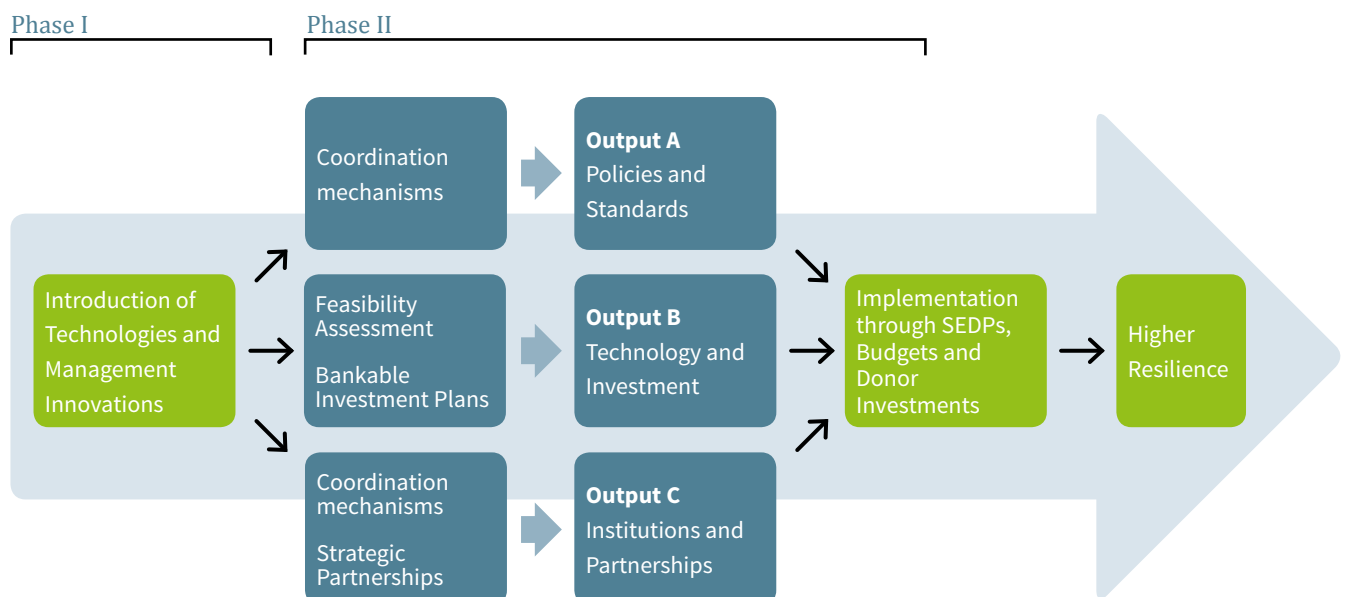 Phase I
Phase II
Introduction of
Technologies and
Management
Innovations
Coordination
mechanisms
Output A
Policies and
Standards
Feasibility
Assessment
Bankable
Investment Plans
Output B
Technology and
Investment
Coordination
mechanisms
Strategic
Partnerships
Output C
Institutions and
Partnerships
Implementation
through SEDPs,
Budgets and
Donor
Investments
Higher
Resilience